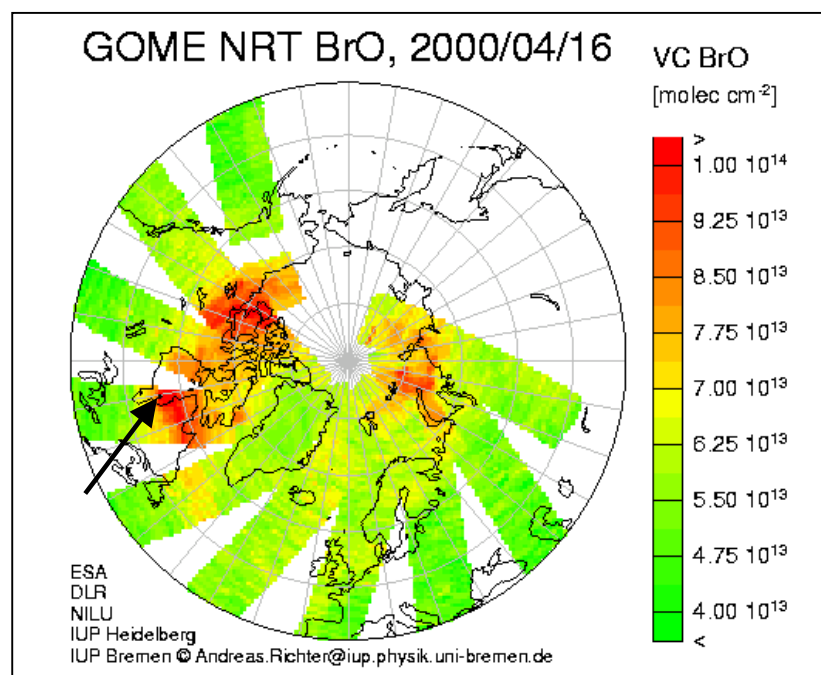 GOME NRT BrO, 2000/04/16
VC BrO
[molec cm⁻²]
>
1.00 10¹⁴
9.25 10¹³
8.50 10¹³
7.75 10¹³
7.00 10¹³
6.25 10¹³
5.50 10¹³
4.75 10¹³
4.00 10¹³
<
ESA
DLR
NILU
IUP Heidelberg
IUP Bremen © Andreas.Richter@iup.physik.uni-bremen.de